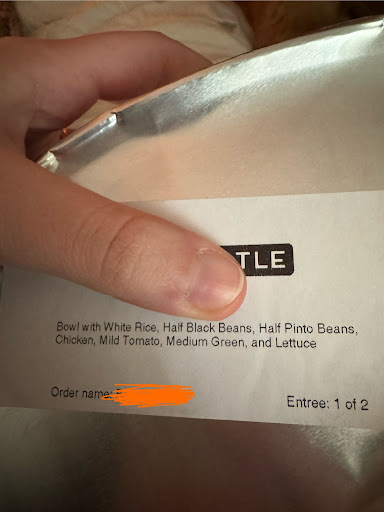 TLE
Bowl with White Rice, Half Black Beans, Half Pinto Beans,
Chicken, Mild Tomato, Medium Green, and Lettuce
Order name:
Entree: 1 of 2